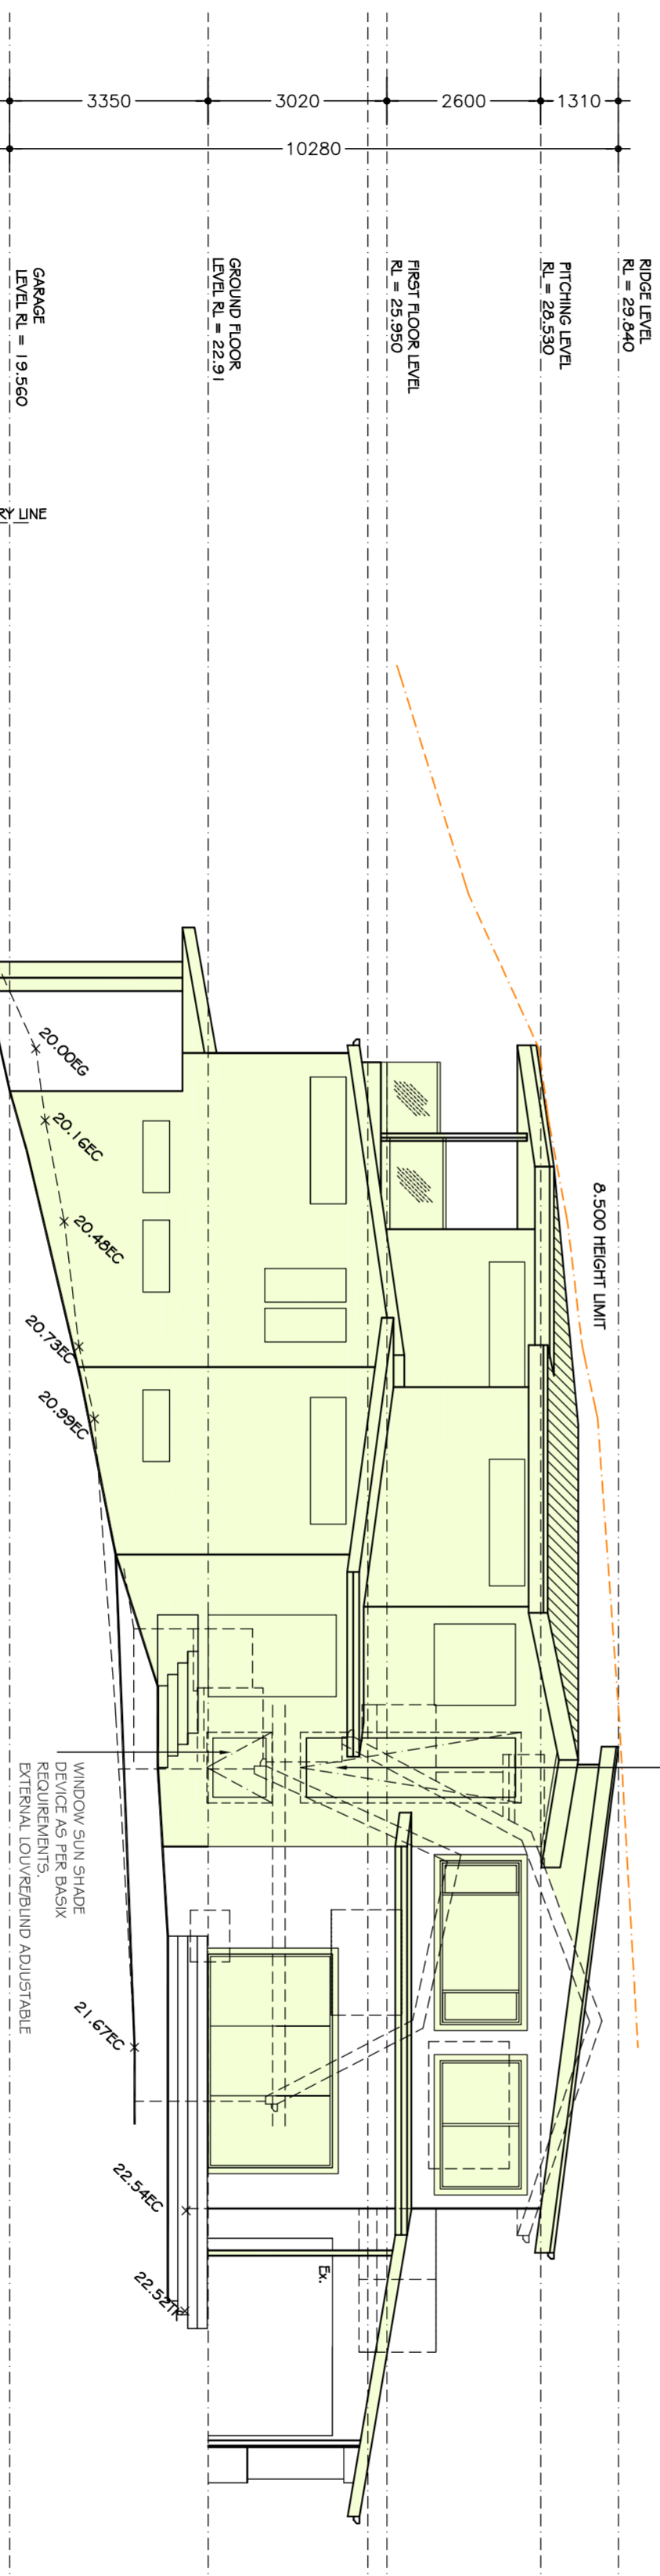 3350
3020
2600
1310
10280
RIDGE LEVEL
RL = 29.840
PITCHING LEVEL
RL = 28.530
FIRST FLOOR LEVEL
RL = 25.950
GROUND FLOOR
LEVEL RL = 22.91
GARAGE
LEVEL RL = 19.560
RY LINE
8.500 HEIGHT LIMIT
20.00EG
20.16EC
20.48EC
20.73EC
20.99EC
WINDOW SUN SHADE
DEVICE AS PER BASIX
REQUIREMENTS.
EXTERNAL LOUVRE/BLIND ADJUSTABLE
21.67EC
22.54EC
22.52TK
Ex.